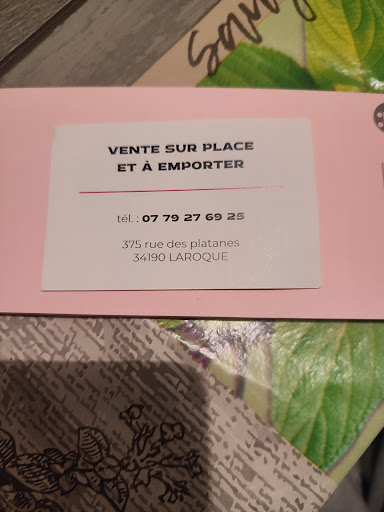 VENTE SUR PLACE
ET À EMPORTER
tél. : 07 79 27 69 25
375 rue des platanes
34190 LAROQUE